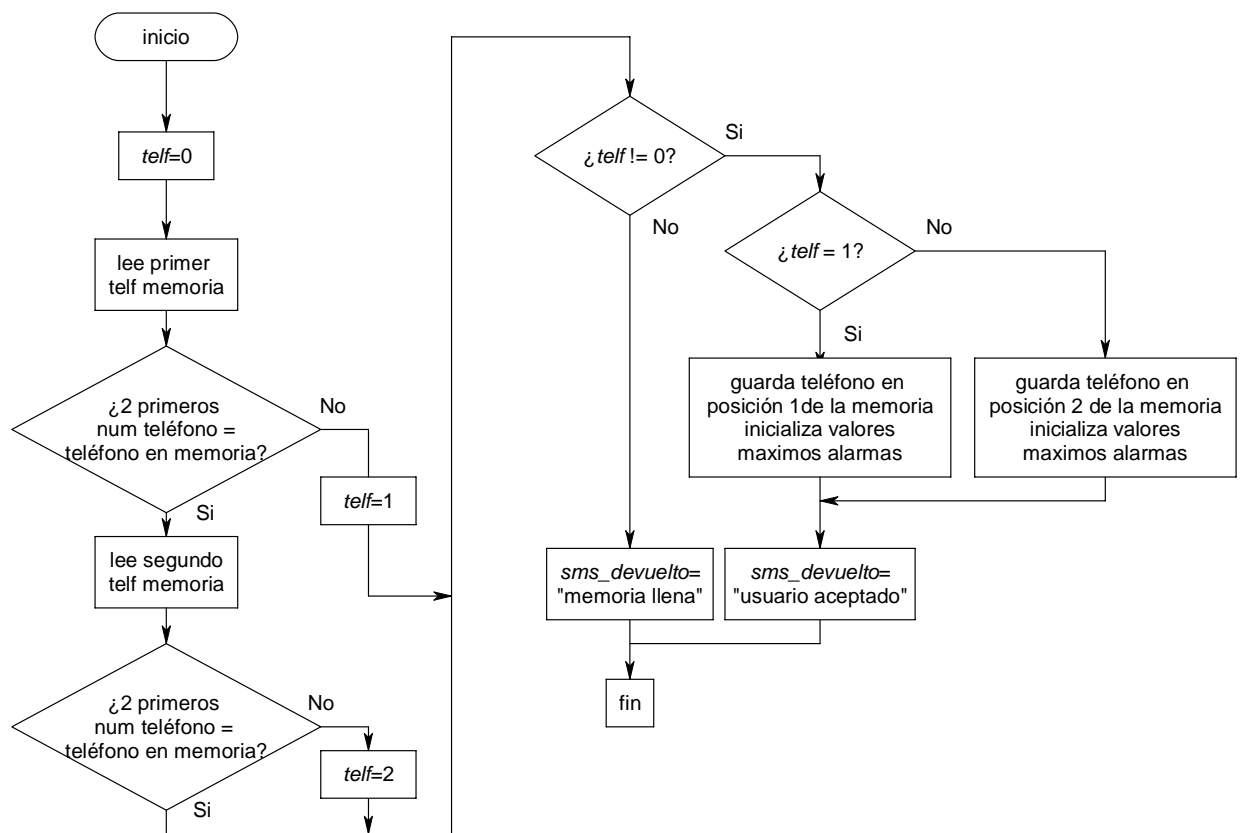 inicio
telf=0
lee primer
telf memoria
¿2 primeros
num teléfono =
teléfono en memoria?
No
telf=1
Si
lee segundo
telf memoria
¿2 primeros
num teléfono =
teléfono en memoria?
No
telf=2
Si
¿telf != 0?
Si
No
¿telf = 1?
No
Si
guarda teléfono en
posición 1de la memoria
inicializa valores
maximos alarmas
guarda teléfono en
posición 2 de la memoria
inicializa valores
maximos alarmas
sms_devuelto=
"memoria llena"
sms_devuelto=
"usuario aceptado"
fin